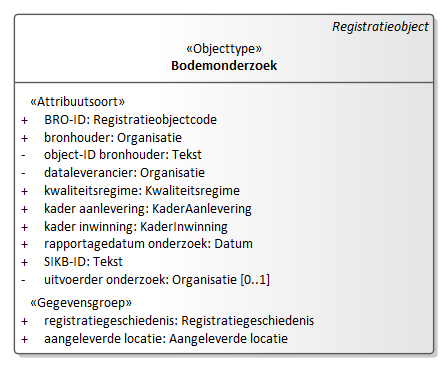 Registratieobject
«Objecttype»
Bodemonderzoek
«Attribuutsoort»
+ BRO-ID: Registratieobjectcode
+ bronhouder: Organisatie
- object-ID bronhouder: Tekst
- dataleverancier: Organisatie
+ kwaliteitsregime: Kwaliteitsregime
+ kader aanlevering: KaderAanlevering
+ kader inwinning: KaderInwinning
+ rapportagedatum onderzoek: Datum
+ SIKB-ID: Tekst
- uitvoerder onderzoek: Organisatie [0..1]
«Gegevensgroep»
+ registratiegeschiedenis: Registratiegeschiedenis
+ aangeleverde locatie: Aangeleverde locatie